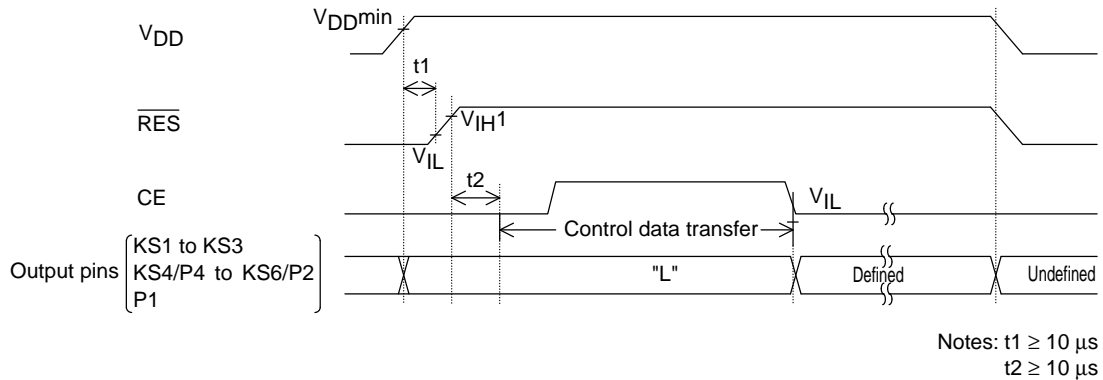 VDD
VDDmin
t1
RES
VIH1
VIL
t2
CE
VIL
Control data transfer
Output pins
KS1 to KS3
KS4/P4 to KS6/P2
P1
"L"
Defined
Undefined
Notes: t1 ≥ 10 μs
t2 ≥ 10 μs